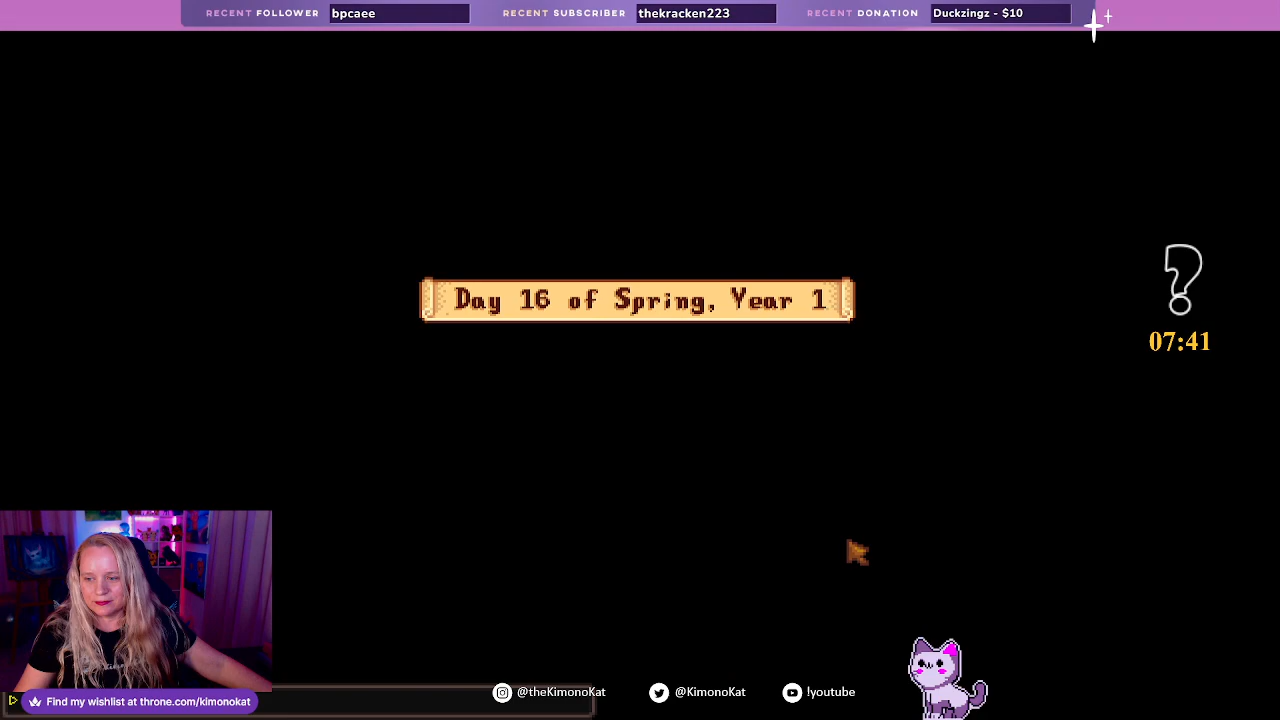 RECENT FOLLOWER bpcaee RECENT SUBSCRIBER thekracken223 RECENT DONATION Duckzingz - $10
Day 16 of Spring, Year 1
07:41
Find my wishlist at throne.com/kimonokat
@theKimonoKat @KimonoKat !youtube